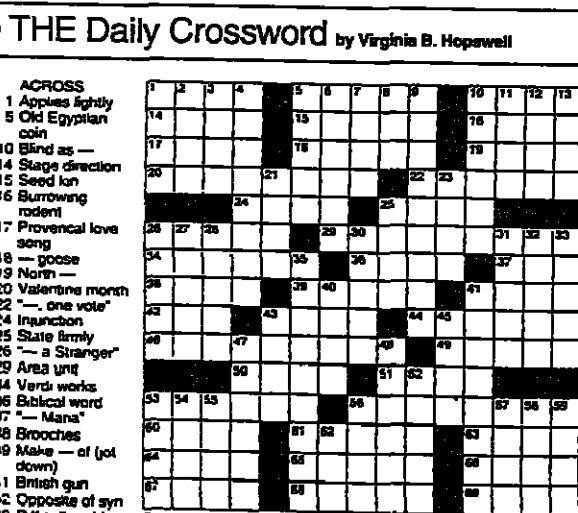 THE Daily Crossword by Virginia B. Hopewell
ACROSS
1 Applies lightly
5 Old Egyptian
coin
10 Blind as —
14 Stage direction
15 Seed
16 Burrowing
rodent
17 Provencal love
song
18 — goose
19 North —
20 Valentine month
22 "—, one vote"
24 Injunction
25 State firmly
26 "— a Stranger"
29 Area unit
34 Verdi works
36 Biblical word
37 "— Mana"
38 Brooches
39 Make — of (jot
down)
41 British gun
42 Opposite of syn
1 2 3 4 5 6 7 8 9 10 11 12 13
14 15 16
17 18 19
20 21 22 23
24 25
26 27 28 29 30 31 32 33
34 35 36 37
38 39 40 41
42 43 44 45
46 47 48 49
50 51 52
53 54 55 56 57 58 59
60 61 62 63
64 65 66
67 68 69